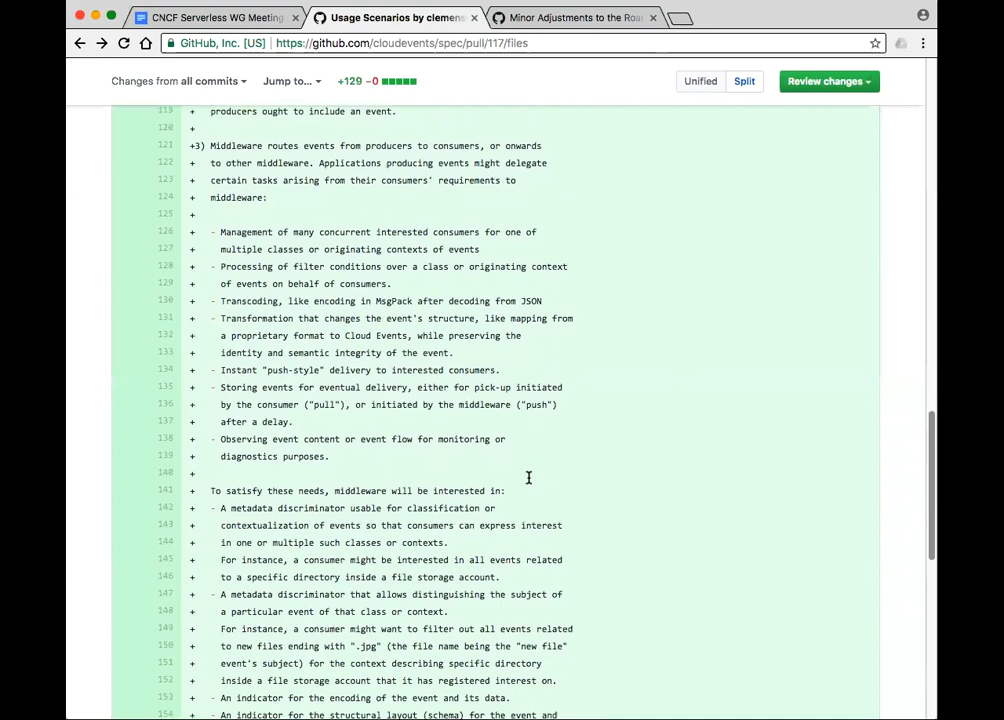 CNCF Serverless WG Meeting
Usage Scenarios by clemens
Minor Adjustments to the Roa
GitHub, Inc. [US] https://github.com/cloudevents/spec/pull/117/files
Changes from all commits Jump to... +129 −0 Unified Split Review changes
119 + producers ought to include an event.
120 +
121 +3) Middleware routes events from producers to consumers, or onwards
122 + to other middleware. Applications producing events might delegate
123 + certain tasks arising from their consumers' requirements to
124 + middleware:
125 +
126 + - Management of many concurrent interested consumers for one of
127 + multiple classes or originating contexts of events
128 + - Processing of filter conditions over a class or originating context
129 + of events on behalf of consumers.
130 + - Transcoding, like encoding in MsgPack after decoding from JSON
131 + - Transformation that changes the event's structure, like mapping from
132 + a proprietary format to Cloud Events, while preserving the
133 + identity and semantic integrity of the event.
134 + - Instant "push-style" delivery to interested consumers.
135 + - Storing events for eventual delivery, either for pick-up initiated
136 + by the consumer ("pull"), or initiated by the middleware ("push")
137 + after a delay.
138 + - Observing event content or event flow for monitoring or
139 + diagnostics purposes.
140 +
141 + To satisfy these needs, middleware will be interested in:
142 + - A metadata discriminator usable for classification or
143 + contextualization of events so that consumers can express interest
144 + in one or multiple such classes or contexts.
145 + For instance, a consumer might be interested in all events related
146 + to a specific directory inside a file storage account.
147 + - A metadata discriminator that allows distinguishing the subject of
148 + a particular event of that class or context.
149 + For instance, a consumer might want to filter out all events related
150 + to new files ending with ".jpg" (the file name being the "new file"
151 + event's subject) for the context describing specific directory
152 + inside a file storage account that it has registered interest on.
153 + - An indicator for the encoding of the event and its data.
154 + - An indicator for the structural layout (schema) for the event and